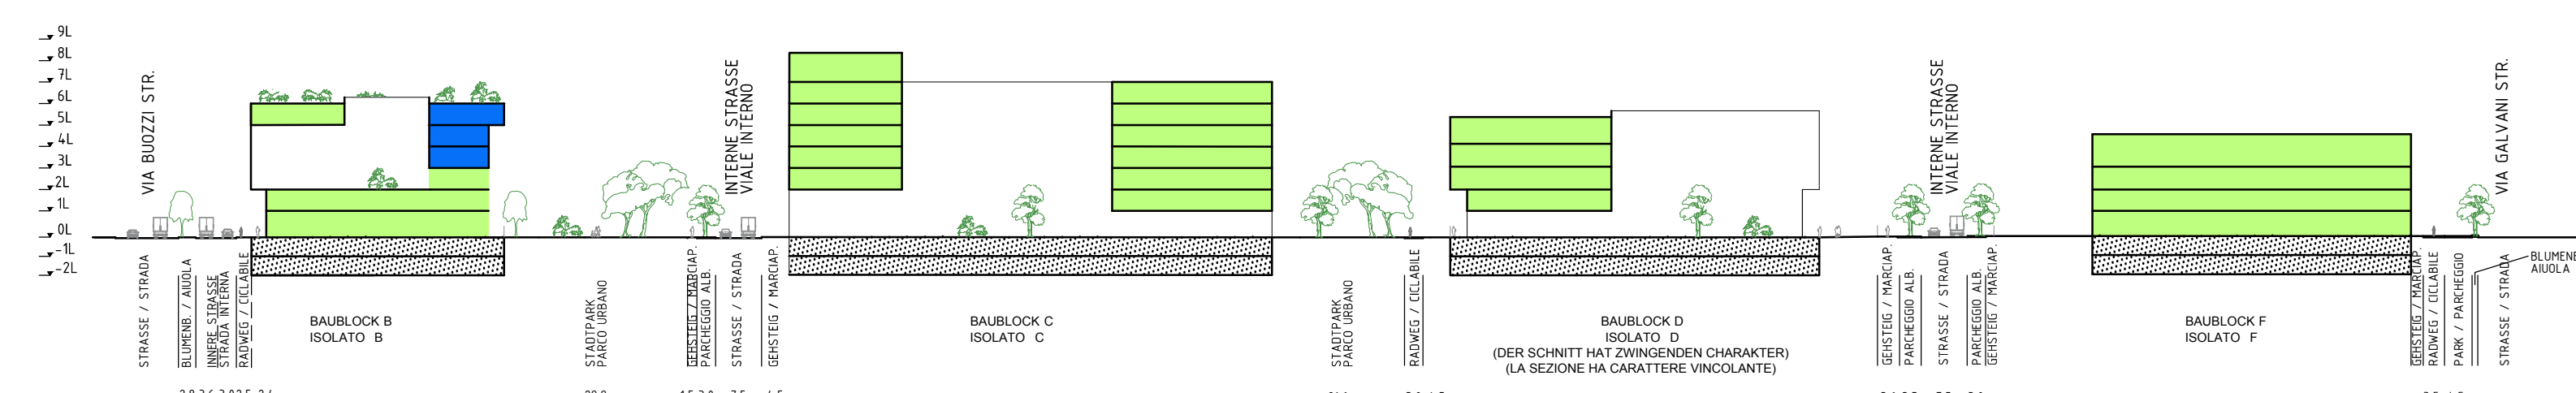 9L
8L
7L
6L
5L
4L
3L
2L
1L
0L
-1L
-2L
VIA BUOZZI STR.
INTERNE STRASSE
VIALE INTERNO
INTERNE STRASSE
VIALE INTERNO
VIA GALVANI STR.
STRASSE / STRADA
BLUMENB. / AIUOLA
INNERE STRASSE
STRADA INTERNA
RADWEG / CICLABILE
BAUBLOCK B
ISOLATO B
STADTPARK
PARCO URBANO
GEHSTEIG / MARCIAP.
PARCHEGGIO ALB.
STRASSE / STRADA
GEHSTEIG / MARCIAP.
BAUBLOCK C
ISOLATO C
STADTPARK
PARCO URBANO
RADWEG / CICLABILE
BAUBLOCK D
ISOLATO D
(DER SCHNITT HAT ZWINGENDEN CHARAKTER)
(LA SEZIONE HA CARATTERE VINCOLANTE)
GEHSTEIG / MARCIAP.
PARCHEGGIO ALB.
STRASSE / STRADA
PARCHEGGIO ALB.
GEHSTEIG / MARCIAP.
BAUBLOCK F
ISOLATO F
GEHSTEIG / MARCIAP.
RADWEG / CICLABILE
PARK / PARCHEGGIO
STRASSE / STRADA
AIUOLA